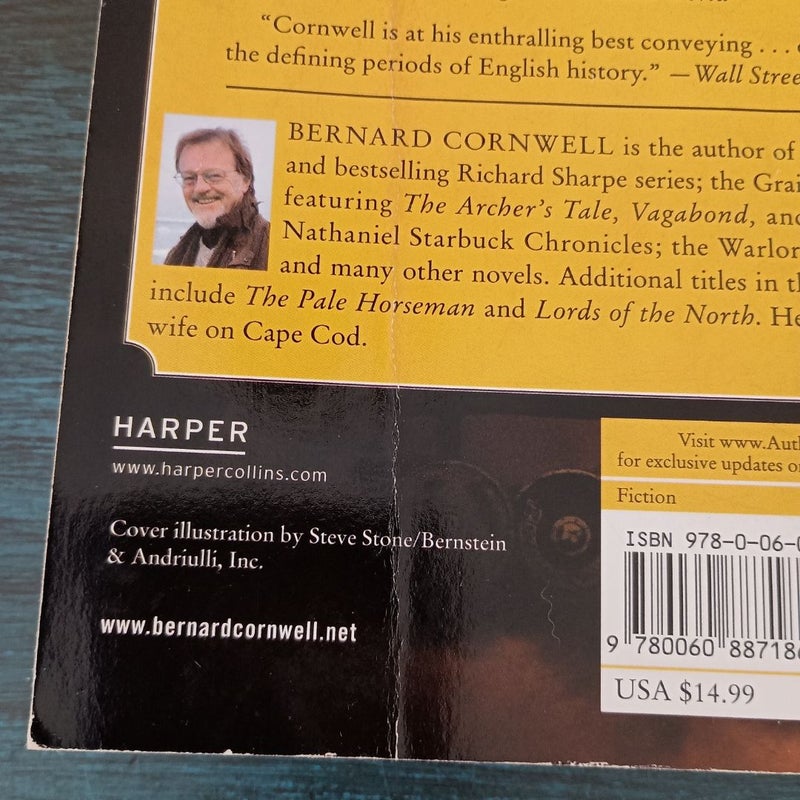 “Cornwell is at his enthralling best conveying . . .
the defining periods of English history.” —Wall Stree
BERNARD CORNWELL is the author of
and bestselling Richard Sharpe series; the Grai
featuring The Archer’s Tale, Vagabond, and
Nathaniel Starbuck Chronicles; the Warlor
and many other novels. Additional titles in th
include The Pale Horseman and Lords of the North. He
wife on Cape Cod.
HARPER
www.harpercollins.com
Cover illustration by Steve Stone/Bernstein
& Andriulli, Inc.
www.bernardcornwell.net
Visit www.Auth
for exclusive updates o
Fiction
ISBN 978-0-06-0
9 780060 88718
USA $14.99